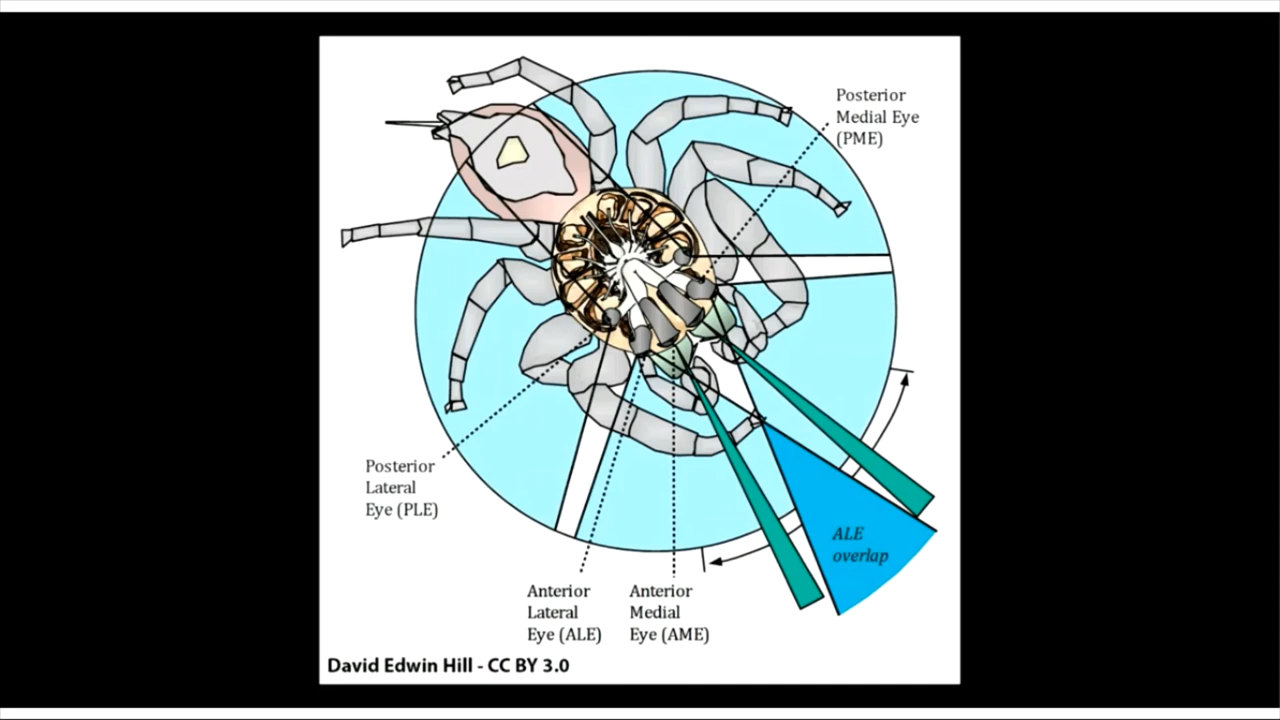 Posterior
Medial Eye
(PME)
Posterior
Lateral
Eye (PLE)
ALE
overlap
Anterior
Lateral
Eye (ALE)
Anterior
Medial
Eye (AME)
David Edwin Hill - CC BY 3.0